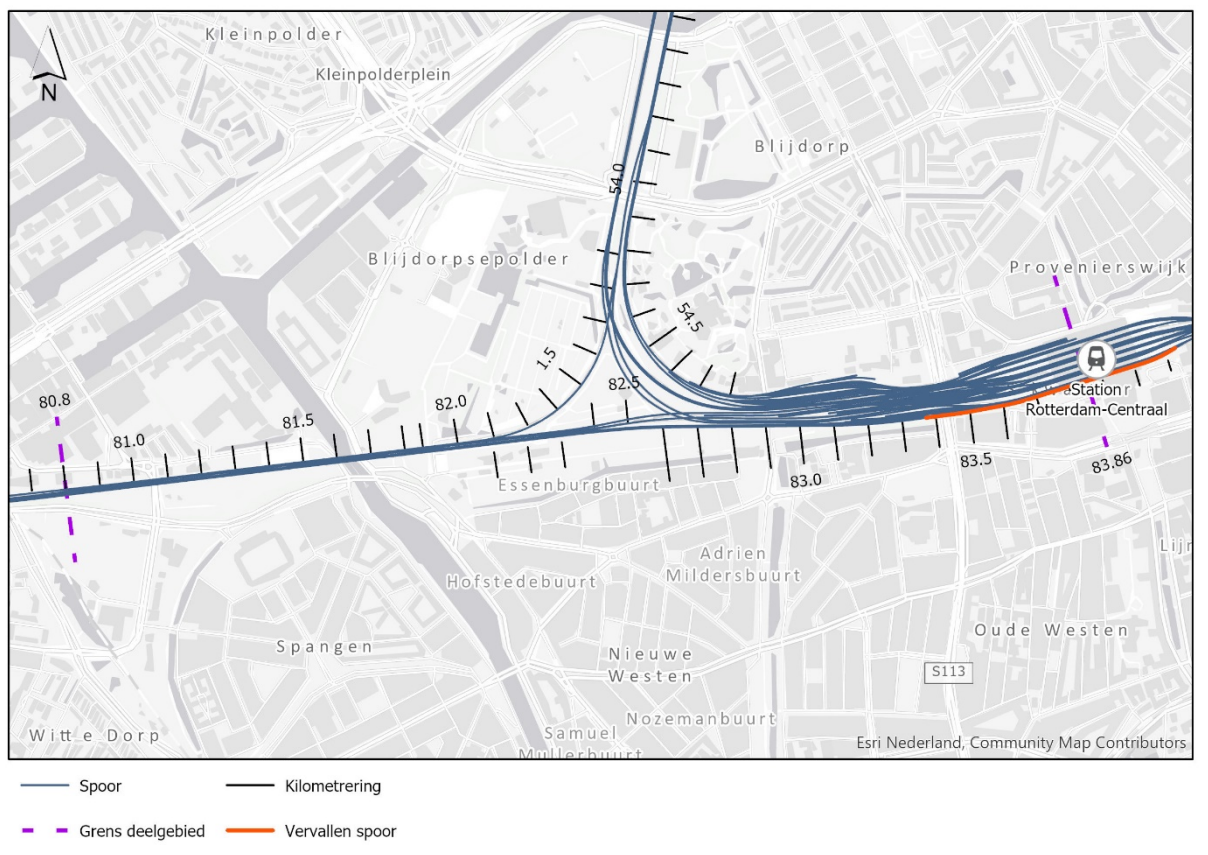 Kleinpolder
Kleinpolderplein
N
Blijdorp
54.0
Blijdorpsepolder
Provenierswijk
54.5
1.5
82.5
80.8
82.0
81.5
81.0
Station
Rotterdam-Centraal
83.5
83.86
83.0
Essenburgbuurt
Adrien
Mildersbuurt
Lijn
Hofstedebuurt
Spangen
Oude Westen
Nieuwe
Westen
S113
Nozemanbuurt
Witte Dorp
Samuel
Mullerbuurt
Esri Nederland, Community Map Contributors
Spoor
Kilometrering
Grens deelgebied
Vervallen spoor